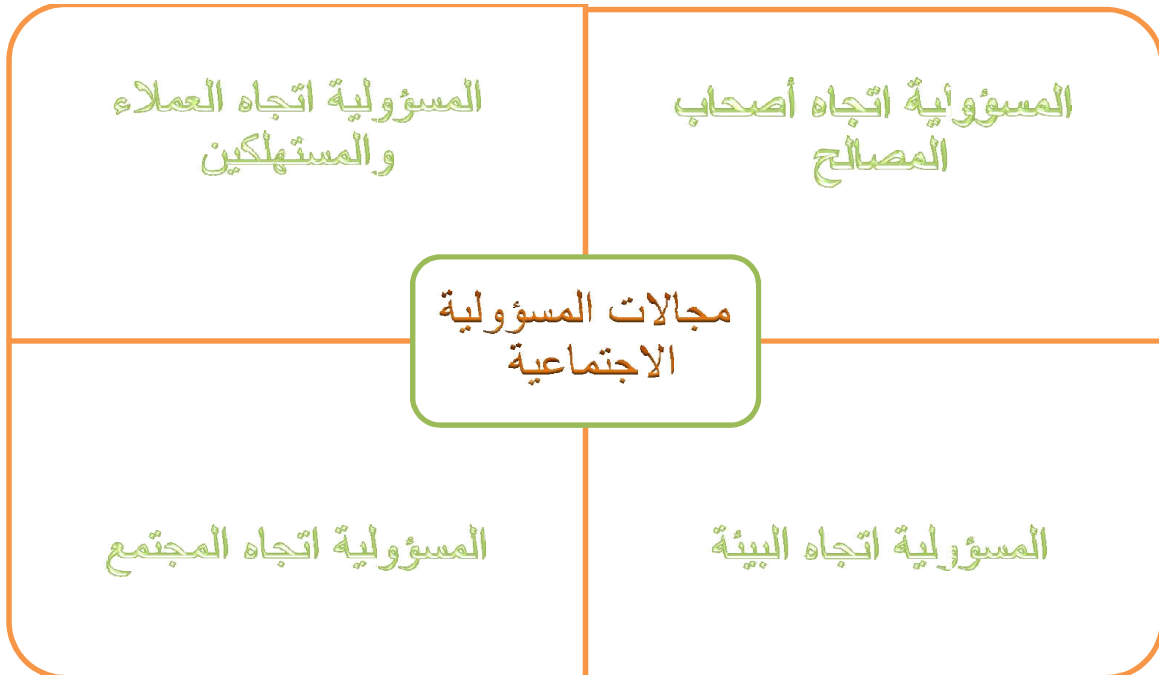 المسؤولية اتجاه أصحاب
المصالح
المسؤولية اتجاه العملاء
والمستهلكين
مجالات المسؤولية
الاجتماعية
المسؤولية اتجاه البيئة
المسؤولية اتجاه المجتمع